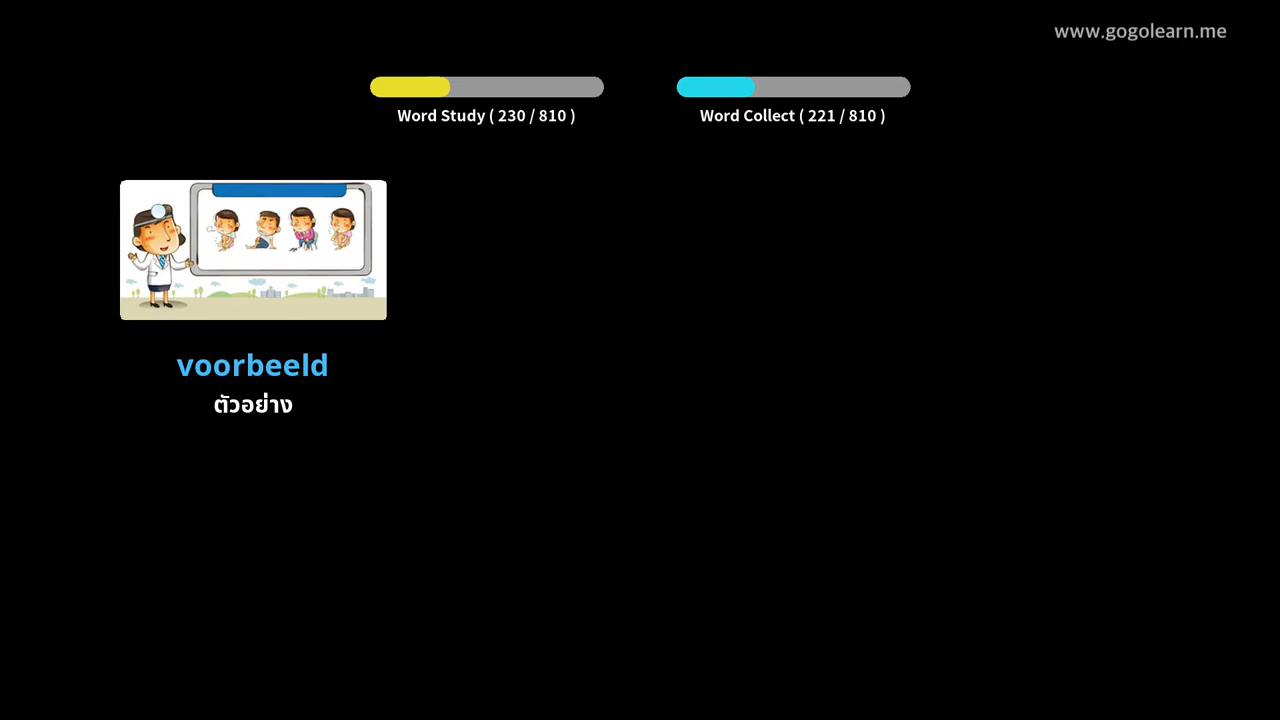 www.gogolearn.me
Word Study ( 230 / 810 )
Word Collect ( 221 / 810 )
voorbeeld
ตัวอย่าง